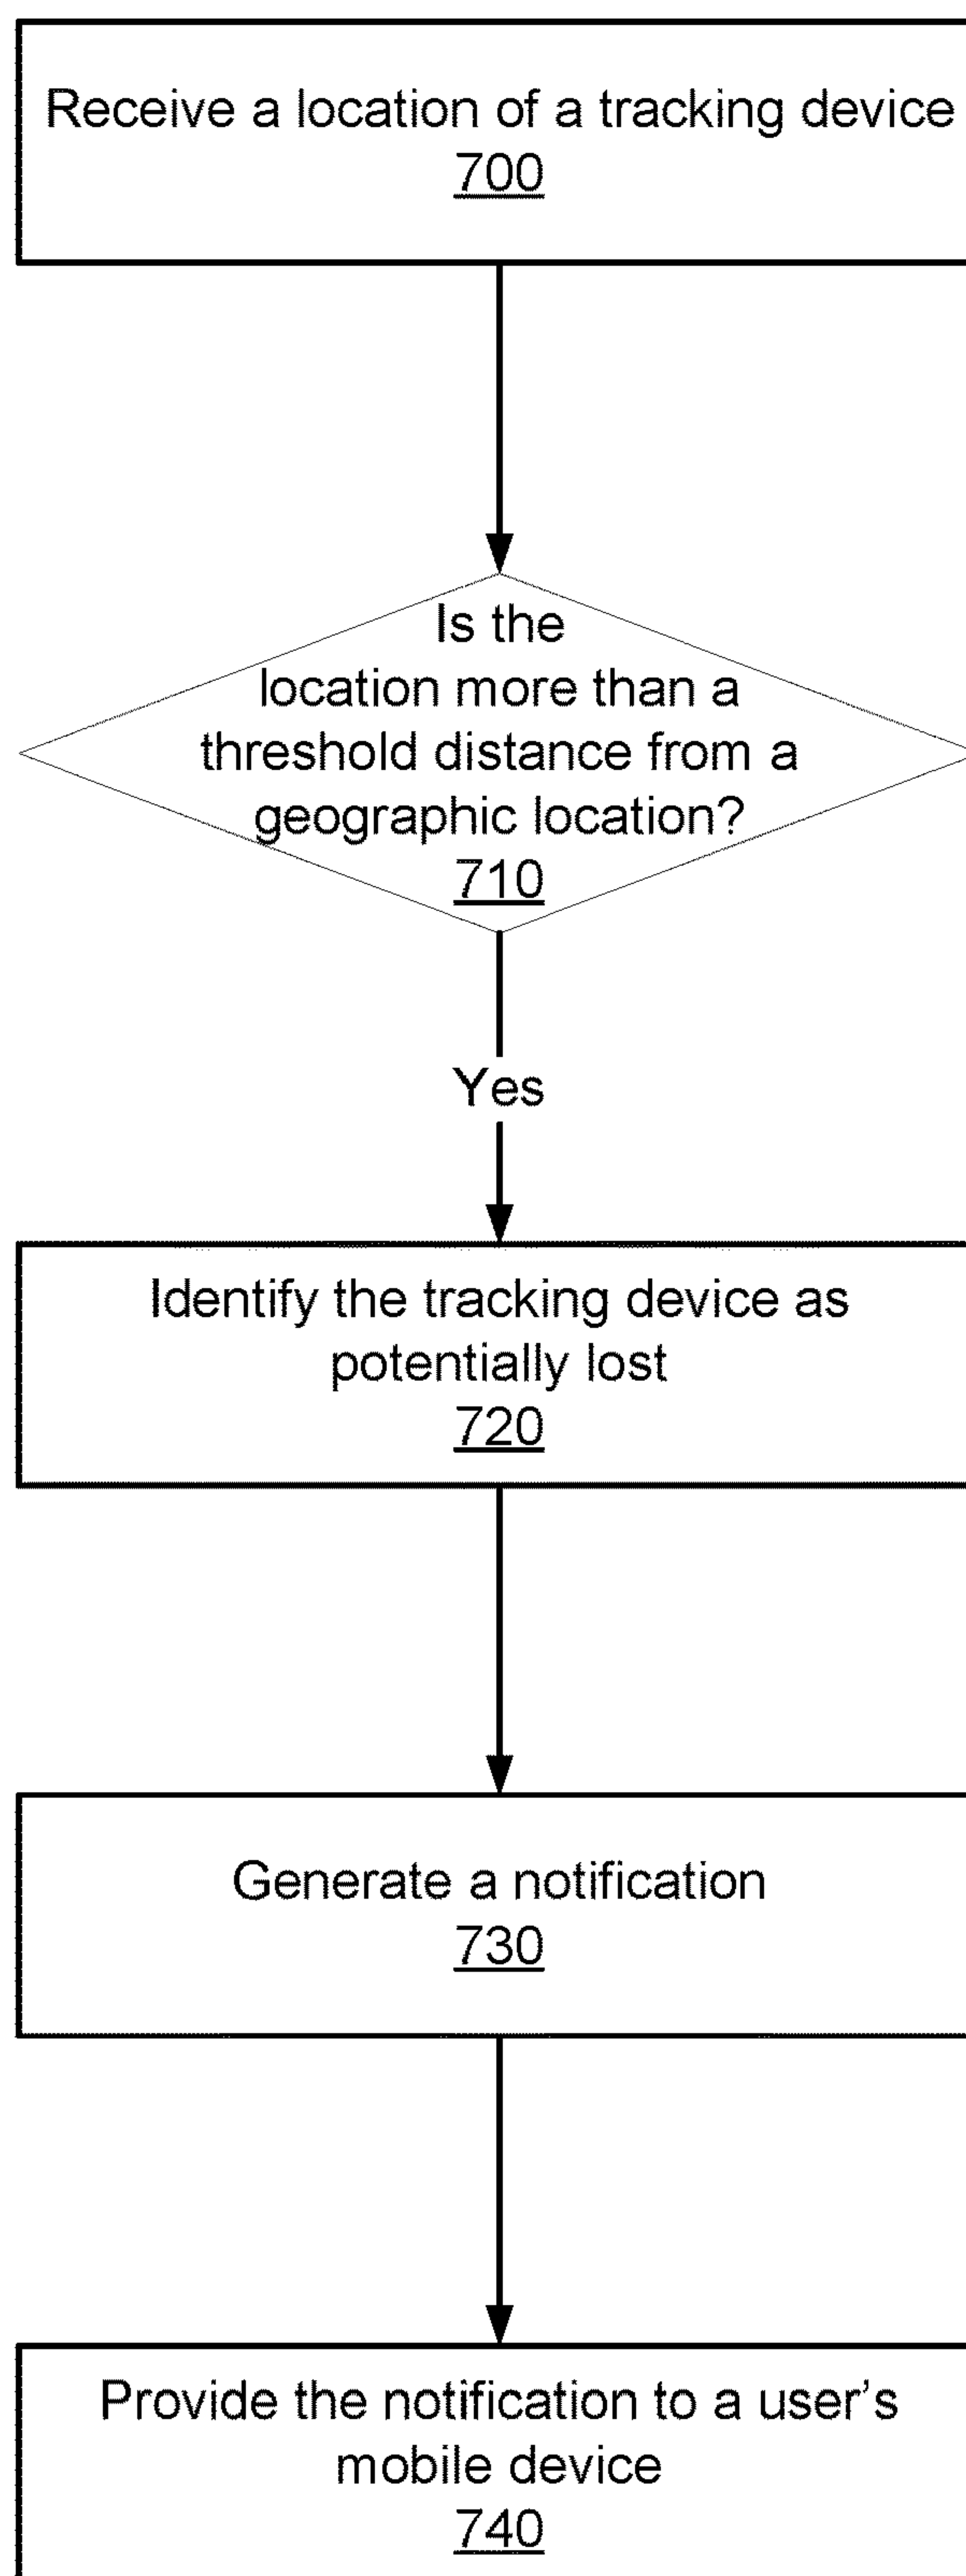 Receive a location of a tracking device
700
Is the
location more than a
threshold distance from a
geographic location?
710
Yes
Identify the tracking device as
potentially lost
720
Generate a notification
730
Provide the notification to a user's
mobile device
740